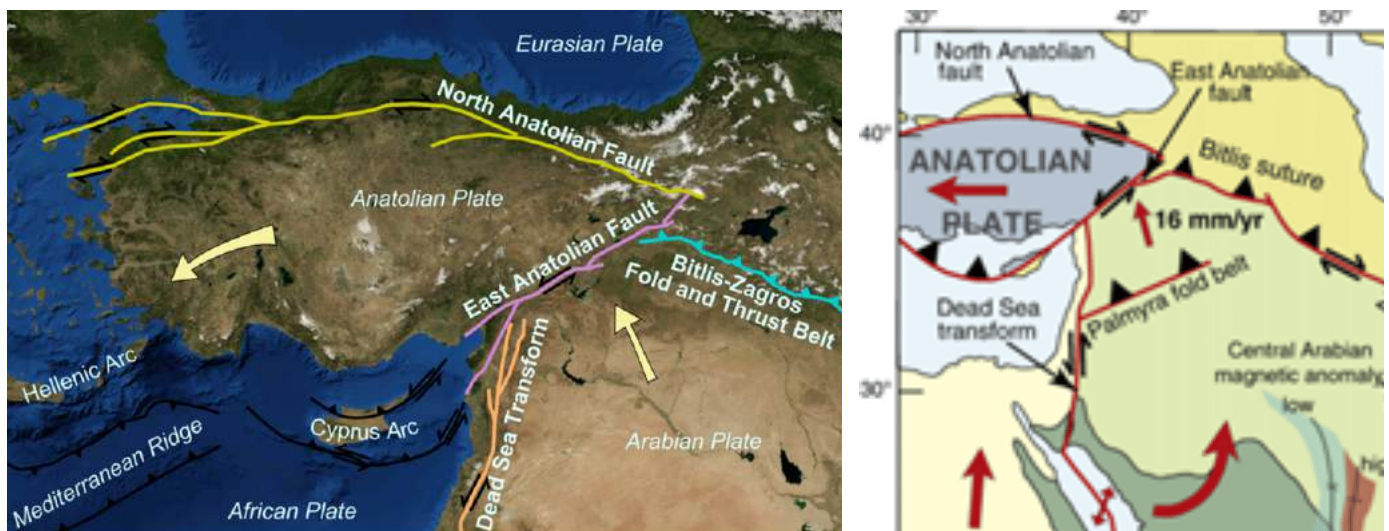 Eurasian Plate
North Anatolian Fault
Anatolian Plate
East Anatolian Fault
Bitlis-Zagros
Fold and Thrust Belt
Hellenic Arc
Cyprus Arc
Mediterranean Ridge
Dead Sea Transform
Arabian Plate
African Plate
30° 40° 50°
North Anatolian
fault
East Anatolian
fault
40°
ANATOLIAN
PLATE
Bitlis suture
16 mm/yr
Dead Sea
transform
Palmyra fold belt
30°
Central Arabian
magnetic anomaly
low